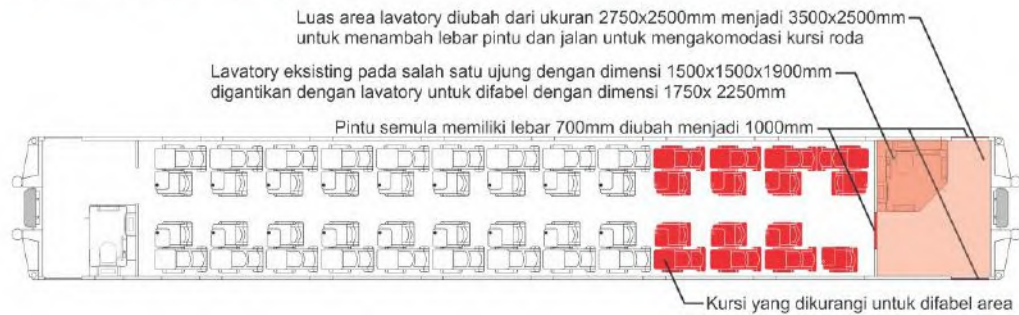 Luas area lavatory diubah dari ukuran 2750x2500mm menjadi 3500x2500mm
untuk menambah lebar pintu dan jalan untuk mengakomodasi kursi roda
Lavatory eksisting pada salah satu ujung dengan dimensi 1500x1500x1900mm
digantikan dengan lavatory untuk difabel dengan dimensi 1750x 2250mm
Pintu semula memiliki lebar 700mm diubah menjadi 1000mm
Kursi yang dikurangi untuk difabel area